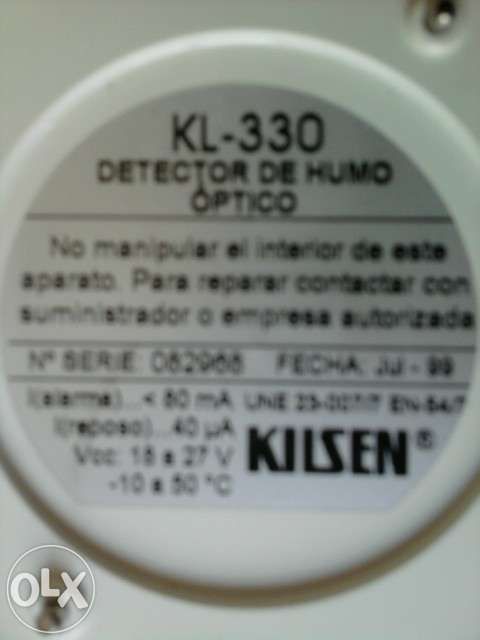 KL-330
DETECTOR DE HUMO
ÓPTICO
No manipular el interior de este
aparato. Para reparar contactar con
suministrador o empresa autorizada
Nº SERIE: 082968 FECHA: Jul - 99
I(alarma)...< 80 mA UNE 23-007/7 EN-54/7
I(reposo)...40 µA
Vcc: 18 a 27 V
-10 a 50 °C
KILSEN®
OLX